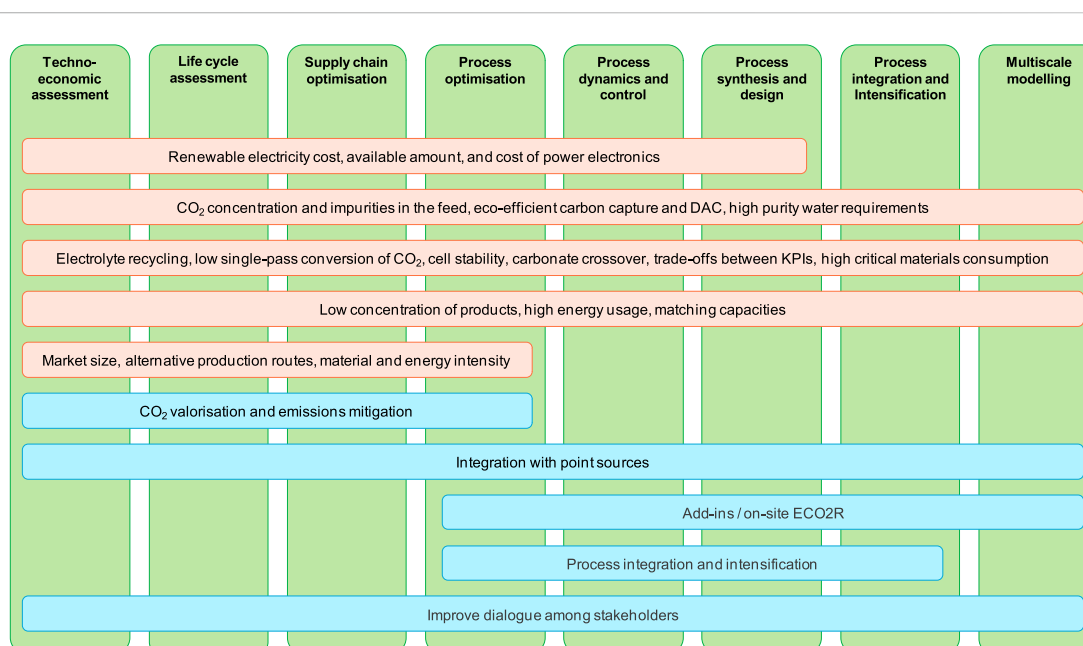 Techno-
economic
assessment
Life cycle
assessment
Supply chain
optimisation
Process
optimisation
Process
dynamics and
control
Process
synthesis and
design
Process
integration and
Intensification
Multiscale
modelling
Renewable electricity cost, available amount, and cost of power electronics
CO₂ concentration and impurities in the feed, eco-efficient carbon capture and DAC, high purity water requirements
Electrolyte recycling, low single-pass conversion of CO₂, cell stability, carbonate crossover, trade-offs between KPIs, high critical materials consumption
Low concentration of products, high energy usage, matching capacities
Market size, alternative production routes, material and energy intensity
CO₂ valorisation and emissions mitigation
Integration with point sources
Add-ins / on-site ECO2R
Process integration and intensification
Improve dialogue among stakeholders